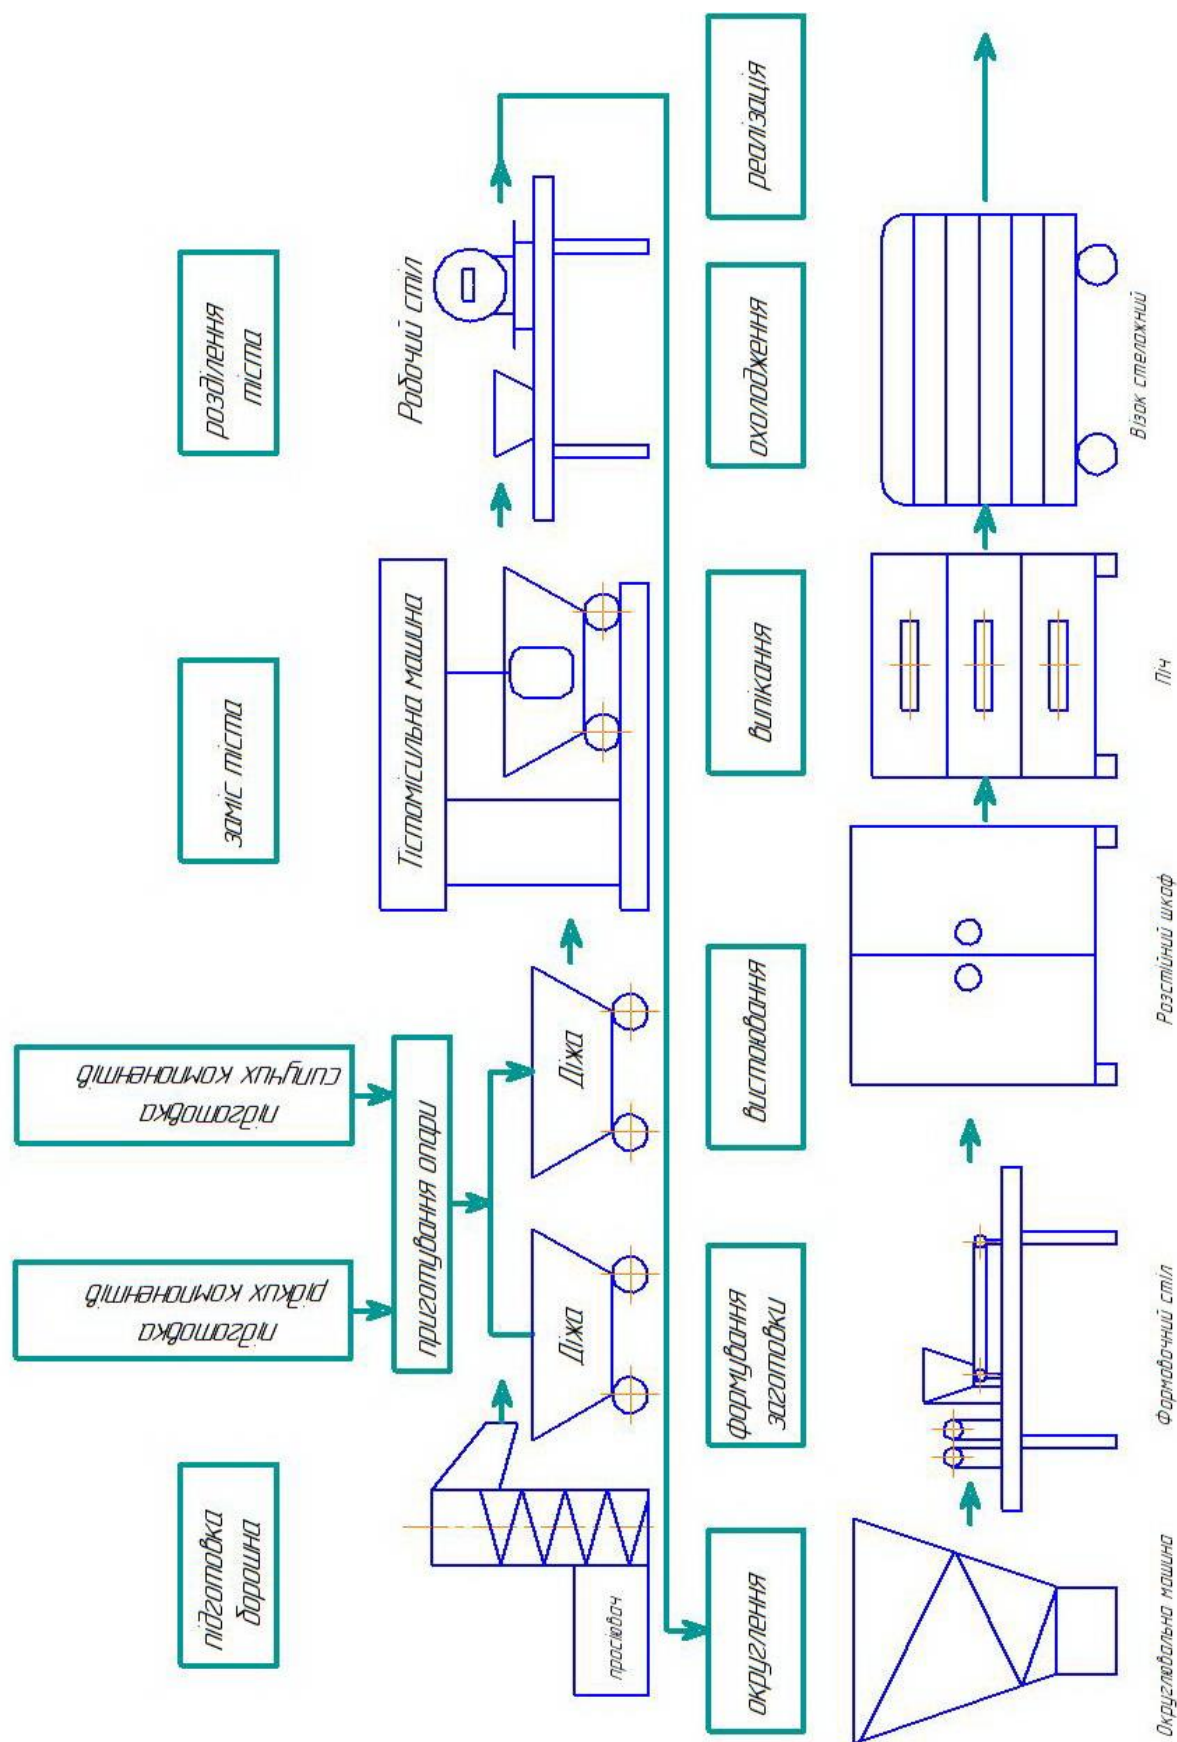 підготовка
рідких компонентів
підготовка
сипучих компонентів
підготовка
борошна
заміс тіста
розділення
тіста
приготування опари
просіювач
Діжа
Діжа
Тістомісильна машина
Робочий стіл
округлення
формування
заготовки
вистоювання
випікання
охолодження
реалізація
Округлювальна машина
Формовочний стіл
Розстійний шкаф
Піч
Візок стелажний